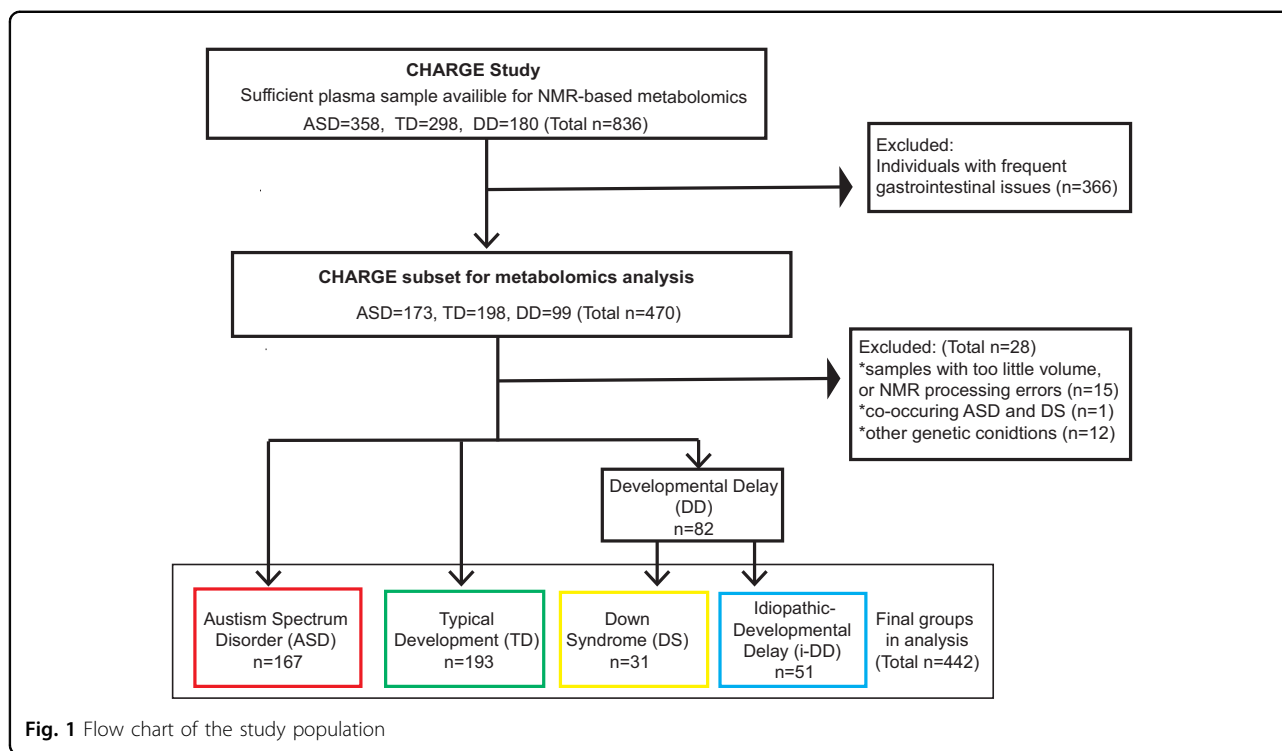 CHARGE Study
Sufficient plasma sample availible for NMR-based metabolomics
ASD=358, TD=298, DD=180 (Total n=836)
Excluded:
Individuals with frequent
gastrointestinal issues (n=366)
CHARGE subset for metabolomics analysis
ASD=173, TD=198, DD=99 (Total n=470)
Excluded: (Total n=28)
*samples with too little volume,
or NMR processing errors (n=15)
*co-occuring ASD and DS (n=1)
*other genetic conidtions (n=12)
Developmental Delay
(DD)
n=82
Austism Spectrum
Disorder (ASD)
n=167
Typical
Development (TD)
n=193
Down
Syndrome (DS)
n=31
Idiopathic-
Developmental
Delay (i-DD)
n=51
Final groups
in analysis
(Total n=442)
Fig. 1 Flow chart of the study population